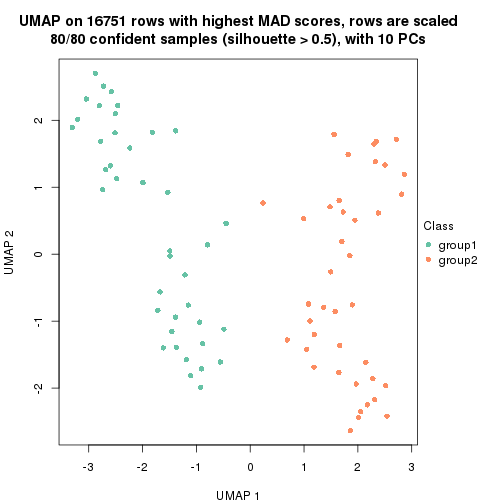 UMAP on 16751 rows with highest MAD scores, rows are scaled
80/80 confident samples (silhouette > 0.5), with 10 PCs
2
1
0
-1
-2
UMAP 2
-3
-2
-1
0
1
2
3
UMAP 1
Class
group1
group2